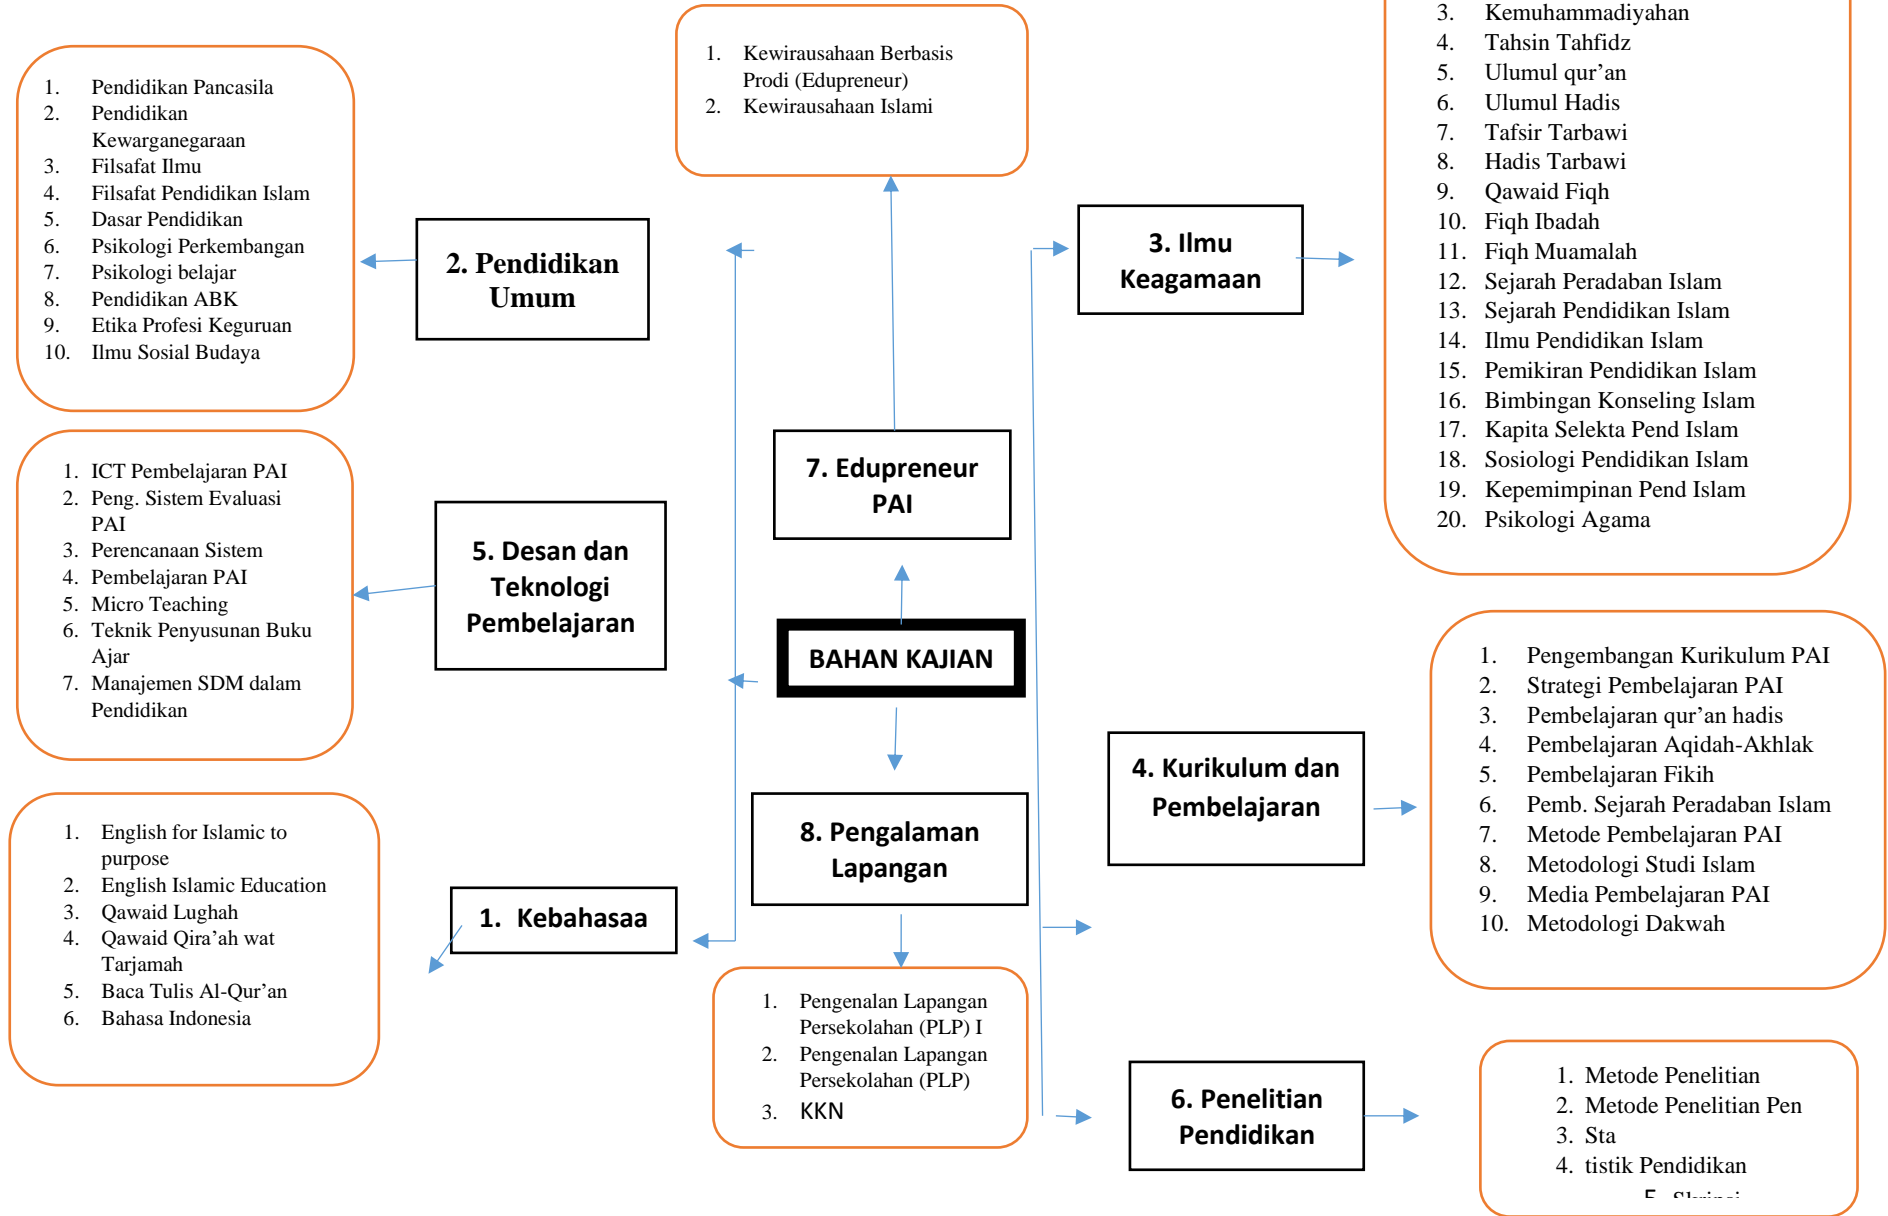 1. Pendidikan Pancasila
2. Pendidikan
Kewarganegaraan
3. Filsafat Ilmu
4. Filsafat Pendidikan Islam
5. Dasar Pendidikan
6. Psikologi Perkembangan
7. Psikologi belajar
8. Pendidikan ABK
9. Etika Profesi Keguruan
10. Ilmu Sosial Budaya
2. Pendidikan
Umum
1. Kewirausahaan Berbasis
Prodi (Edupreneur)
2. Kewirausahaan Islami
3. Ilmu
Keagamaan
3. Kemuhammadiyahan
4. Tahsin Tahfidz
5. Ulumul qur’an
6. Ulumul Hadis
7. Tafsir Tarbawi
8. Hadis Tarbawi
9. Qawaid Fiqh
10. Fiqh Ibadah
11. Fiqh Muamalah
12. Sejarah Peradaban Islam
13. Sejarah Pendidikan Islam
14. Ilmu Pendidikan Islam
15. Pemikiran Pendidikan Islam
16. Bimbingan Konseling Islam
17. Kapita Selekta Pend Islam
18. Sosiologi Pendidikan Islam
19. Kepemimpinan Pend Islam
20. Psikologi Agama
1. ICT Pembelajaran PAI
2. Peng. Sistem Evaluasi
PAI
3. Perencanaan Sistem
4. Pembelajaran PAI
5. Micro Teaching
6. Teknik Penyusunan Buku
Ajar
7. Manajemen SDM dalam
Pendidikan
5. Desan dan
Teknologi
Pembelajaran
7. Edupreneur
PAI
BAHAN KAJIAN
8. Pengalaman
Lapangan
4. Kurikulum dan
Pembelajaran
1. Pengembangan Kurikulum PAI
2. Strategi Pembelajaran PAI
3. Pembelajaran qur’an hadis
4. Pembelajaran Aqidah-Akhlak
5. Pembelajaran Fikih
6. Pemb. Sejarah Peradaban Islam
7. Metode Pembelajaran PAI
8. Metodologi Studi Islam
9. Media Pembelajaran PAI
10. Metodologi Dakwah
1. English for Islamic to
purpose
2. English Islamic Education
3. Qawaid Lughah
4. Qawaid Qira’ah wat
Tarjamah
5. Baca Tulis Al-Qur’an
6. Bahasa Indonesia
1. Kebahasaa
1. Pengenalan Lapangan
Persekolahan (PLP) I
2. Pengenalan Lapangan
Persekolahan (PLP)
3. KKN
6. Penelitian
Pendidikan
1. Metode Penelitian
2. Metode Penelitian Pen
3. Sta
4. tistik Pendidikan